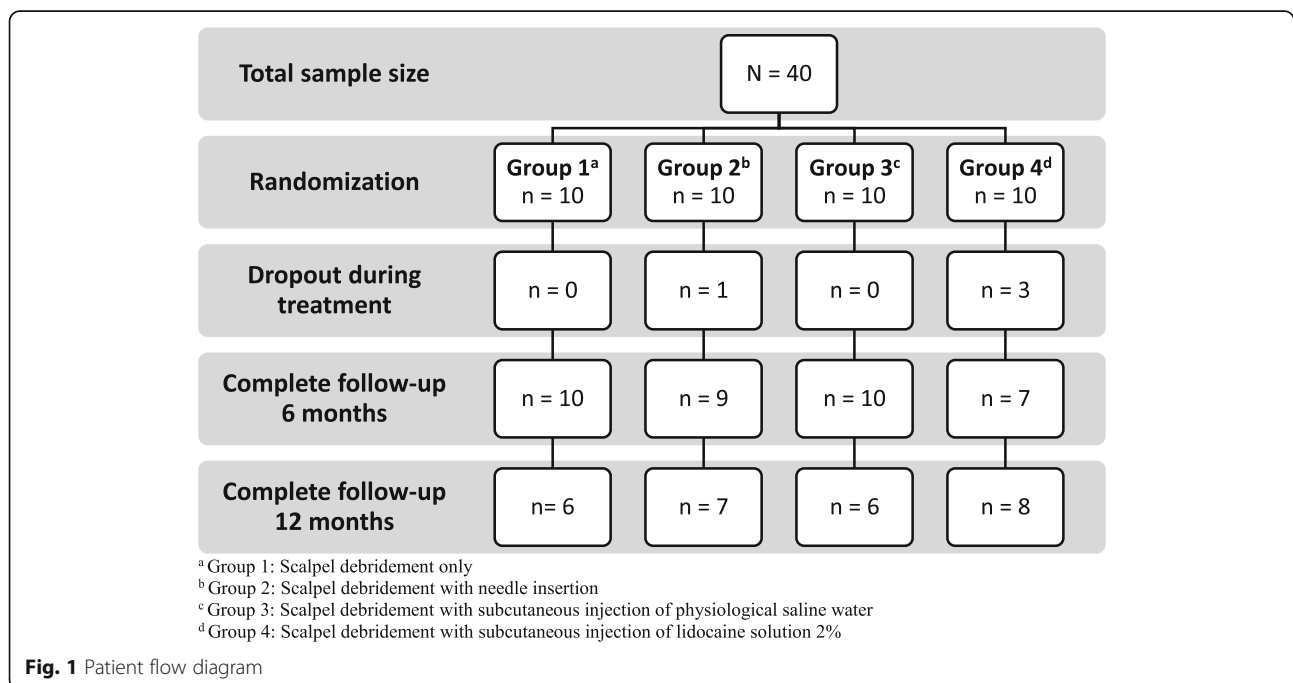 Total sample size
N = 40
Randomization
Group 1ᵃ
n = 10
Group 2ᵇ
n = 10
Group 3ᶜ
n = 10
Group 4ᵈ
n = 10
Dropout during
treatment
n = 0
n = 1
n = 0
n = 3
Complete follow-up
6 months
n = 10
n = 9
n = 10
n = 7
Complete follow-up
12 months
n= 6
n = 7
n = 6
n = 8
ᵃ Group 1: Scalpel debridement only
ᵇ Group 2: Scalpel debridement with needle insertion
ᶜ Group 3: Scalpel debridement with subcutaneous injection of physiological saline water
ᵈ Group 4: Scalpel debridement with subcutaneous injection of lidocaine solution 2%
Fig. 1 Patient flow diagram